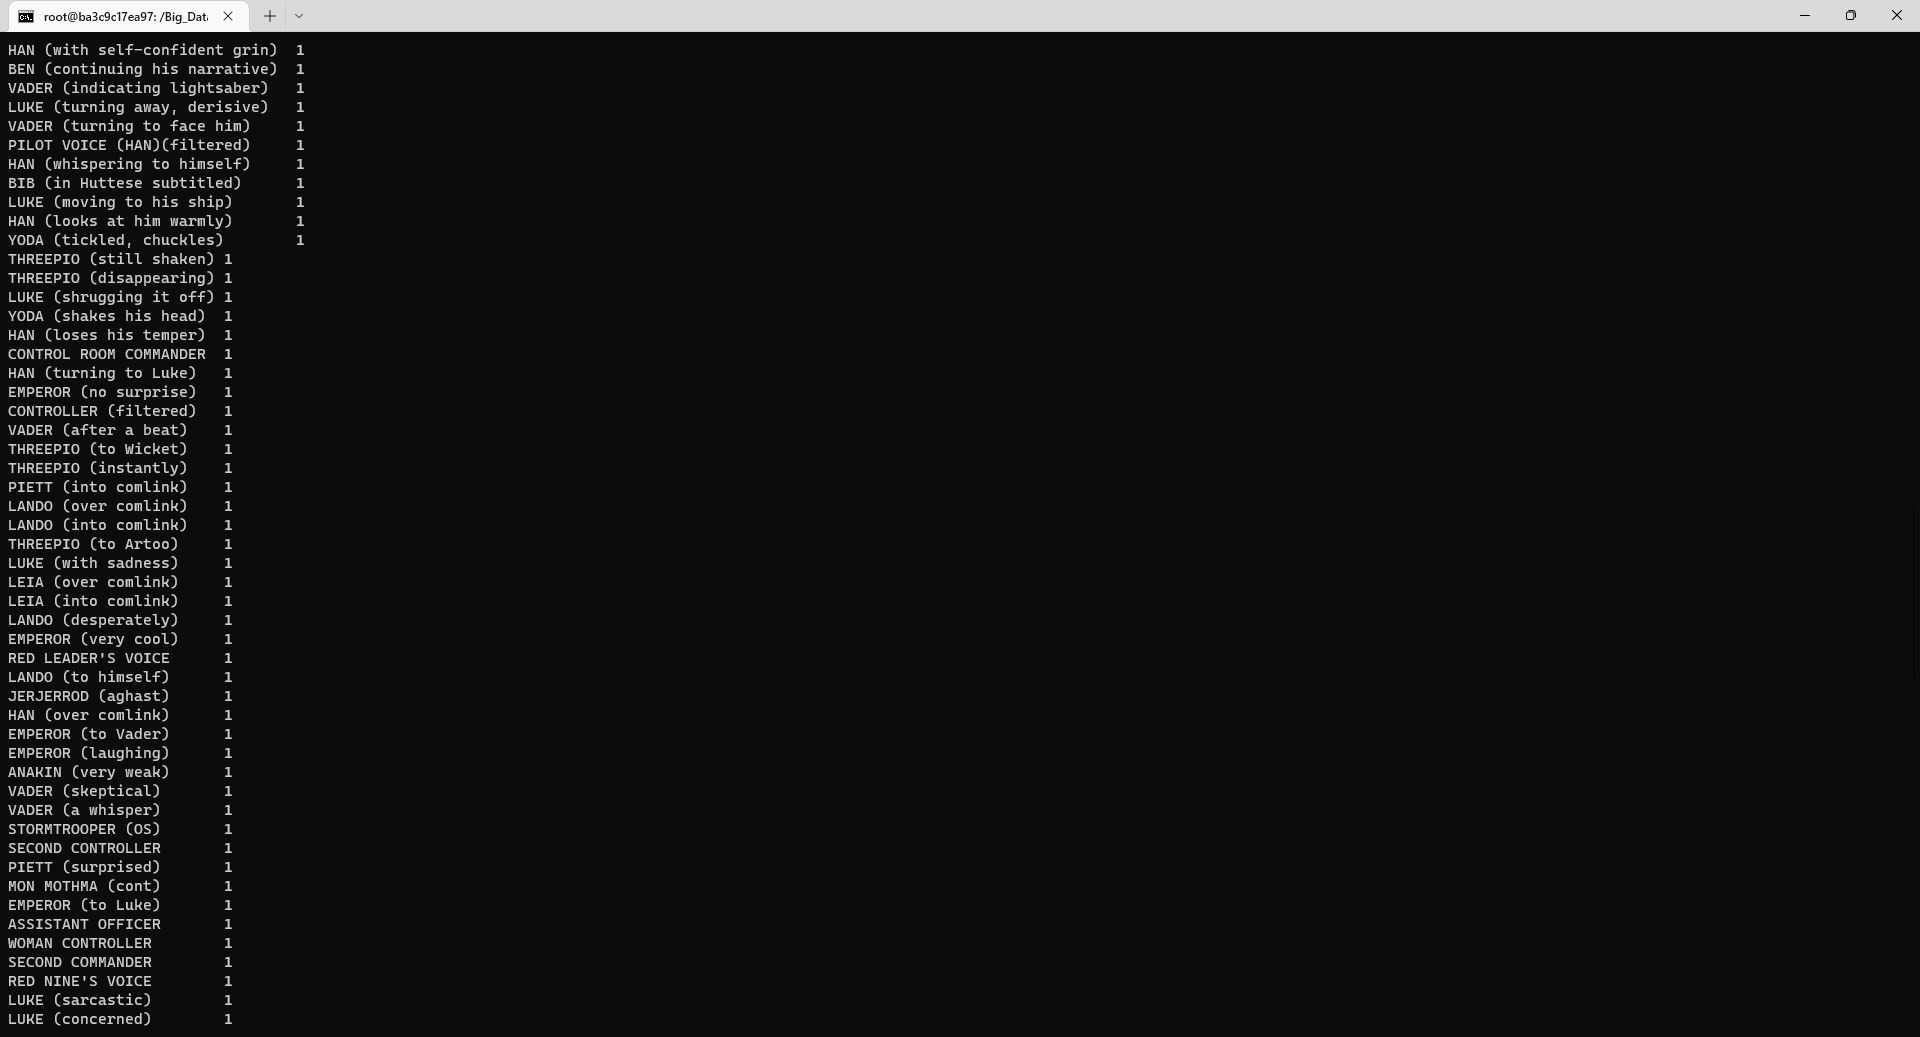 root@ba3c9c17ea97: /Big_Dat
HAN (with self-confident grin) 1
BEN (continuing his narrative) 1
VADER (indicating lightsaber) 1
LUKE (turning away, derisive) 1
VADER (turning to face him) 1
PILOT VOICE (HAN)(filtered) 1
HAN (whispering to himself) 1
BIB (in Huttese subtitled) 1
LUKE (moving to his ship) 1
HAN (looks at him warmly) 1
YODA (tickled, chuckles) 1
THREEPIO (still shaken) 1
THREEPIO (disappearing) 1
LUKE (shrugging it off) 1
YODA (shakes his head) 1
HAN (loses his temper) 1
CONTROL ROOM COMMANDER 1
HAN (turning to Luke) 1
EMPEROR (no surprise) 1
CONTROLLER (filtered) 1
VADER (after a beat) 1
THREEPIO (to Wicket) 1
THREEPIO (instantly) 1
PIETT (into comlink) 1
LANDO (over comlink) 1
LANDO (into comlink) 1
THREEPIO (to Artoo) 1
LUKE (with sadness) 1
LEIA (over comlink) 1
LEIA (into comlink) 1
LANDO (desperately) 1
EMPEROR (very cool) 1
RED LEADER'S VOICE 1
LANDO (to himself) 1
JERJERROD (aghast) 1
HAN (over comlink) 1
EMPEROR (to Vader) 1
EMPEROR (laughing) 1
ANAKIN (very weak) 1
VADER (skeptical) 1
VADER (a whisper) 1
STORMTROOPER (OS) 1
SECOND CONTROLLER 1
PIETT (surprised) 1
MON MOTHMA (cont) 1
EMPEROR (to Luke) 1
ASSISTANT OFFICER 1
WOMAN CONTROLLER 1
SECOND COMMANDER 1
RED NINE'S VOICE 1
LUKE (sarcastic) 1
LUKE (concerned) 1